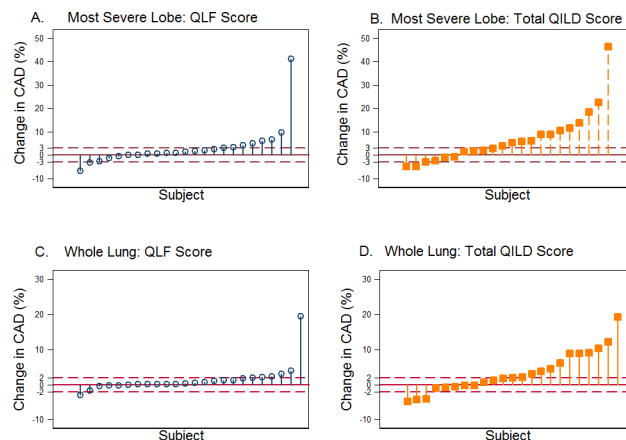 A. Most Severe Lobe: QLF Score
B. Most Severe Lobe: Total QILD Score
Change in CAD (%)
50
40
30
20
10
3
0
-3
-10
Subject
Change in CAD (%)
50
40
30
20
10
3
0
-3
-10
Subject
C. Whole Lung: QLF Score
D. Whole Lung: Total QILD Score
Change in CAD (%)
30
20
10
2
0
-2
-10
Subject
Change in CAD (%)
30
20
10
2
0
-2
-10
Subject